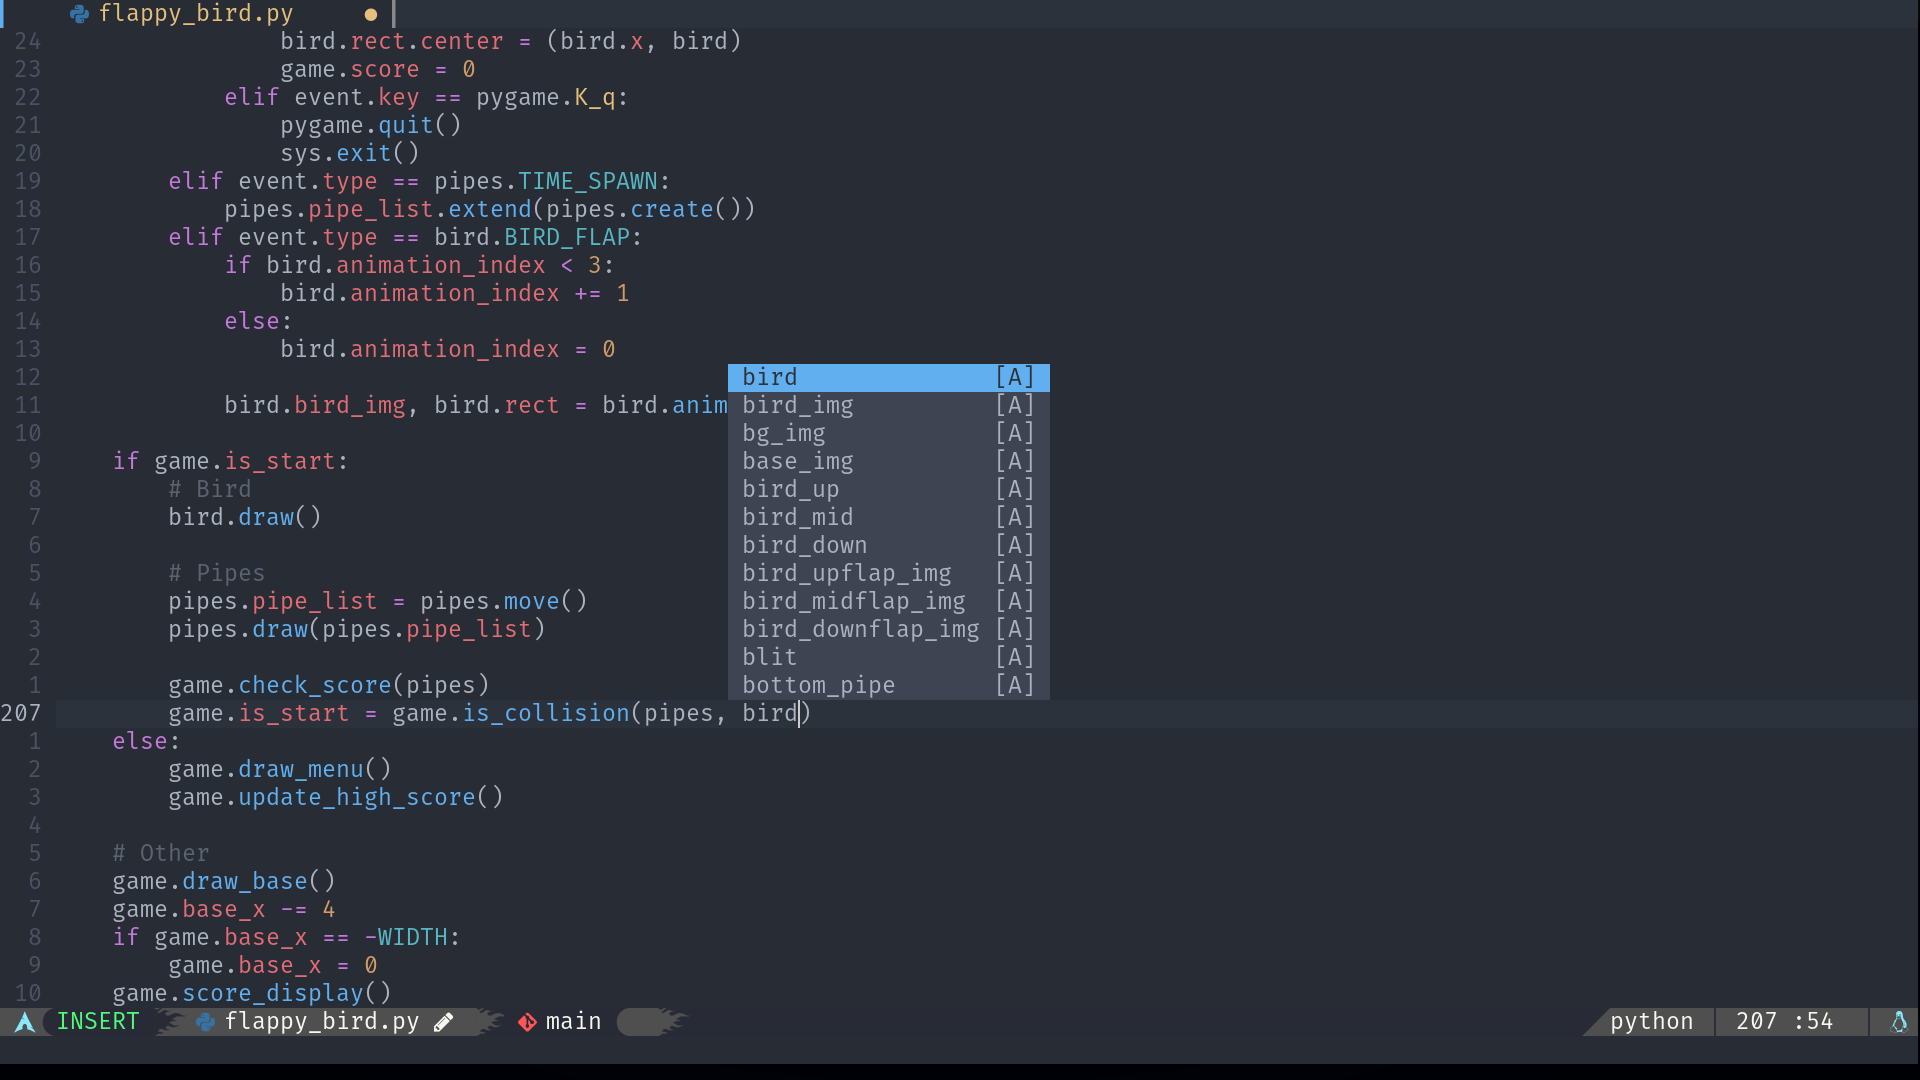 flappy_bird.py
24 bird.rect.center = (bird.x, bird)
23 game.score = 0
22 elif event.key == pygame.K_q:
21 pygame.quit()
20 sys.exit()
19 elif event.type == pipes.TIME_SPAWN:
18 pipes.pipe_list.extend(pipes.create())
17 elif event.type == bird.BIRD_FLAP:
16 if bird.animation_index < 3:
15 bird.animation_index += 1
14 else:
13 bird.animation_index = 0
12 bird [A]
11 bird.bird_img, bird.rect = bird.anim bird_img [A]
10 bg_img [A]
9 if game.is_start: base_img [A]
8 # Bird bird_up [A]
7 bird.draw() bird_mid [A]
6 bird_down [A]
5 # Pipes bird_upflap_img [A]
4 pipes.pipe_list = pipes.move() bird_midflap_img [A]
3 pipes.draw(pipes.pipe_list) bird_downflap_img [A]
2 blit [A]
1 game.check_score(pipes) bottom_pipe [A]
207 game.is_start = game.is_collision(pipes, bird)
1 else:
2 game.draw_menu()
3 game.update_high_score()
4
5 # Other
6 game.draw_base()
7 game.base_x -= 4
8 if game.base_x == -WIDTH:
9 game.base_x = 0
10 game.score_display()
INSERT flappy_bird.py main python 207 :54